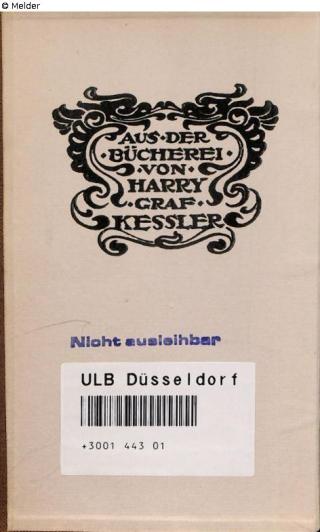 © Melder
AUS·DER
·BÜCHEREI·
·VON·
HARRY
·GRAF·
KESSLER
Nicht ausleihbar
ULB Düsseldorf
+3001 443 01